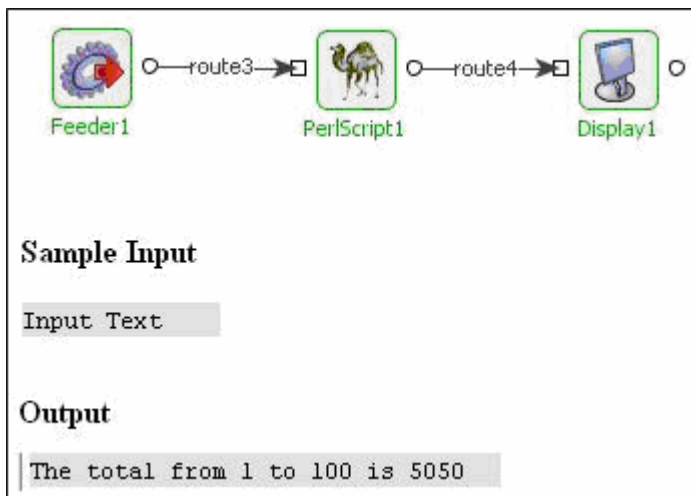 route3 route4
Feeder1 PerlScript1 Display1
Sample Input
Input Text
Output
The total from 1 to 100 is 5050